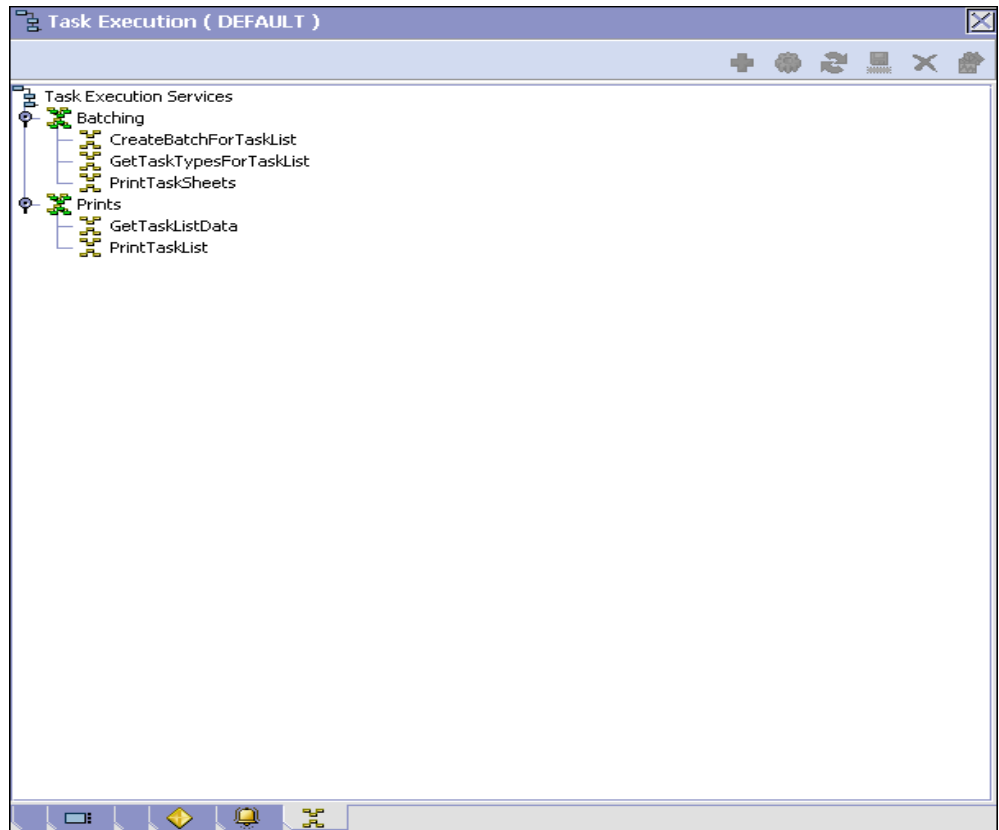 Task Execution ( DEFAULT )
Task Execution Services
Batching
CreateBatchForTaskList
GetTaskTypesForTaskList
PrintTaskSheets
Prints
GetTaskListData
PrintTaskList